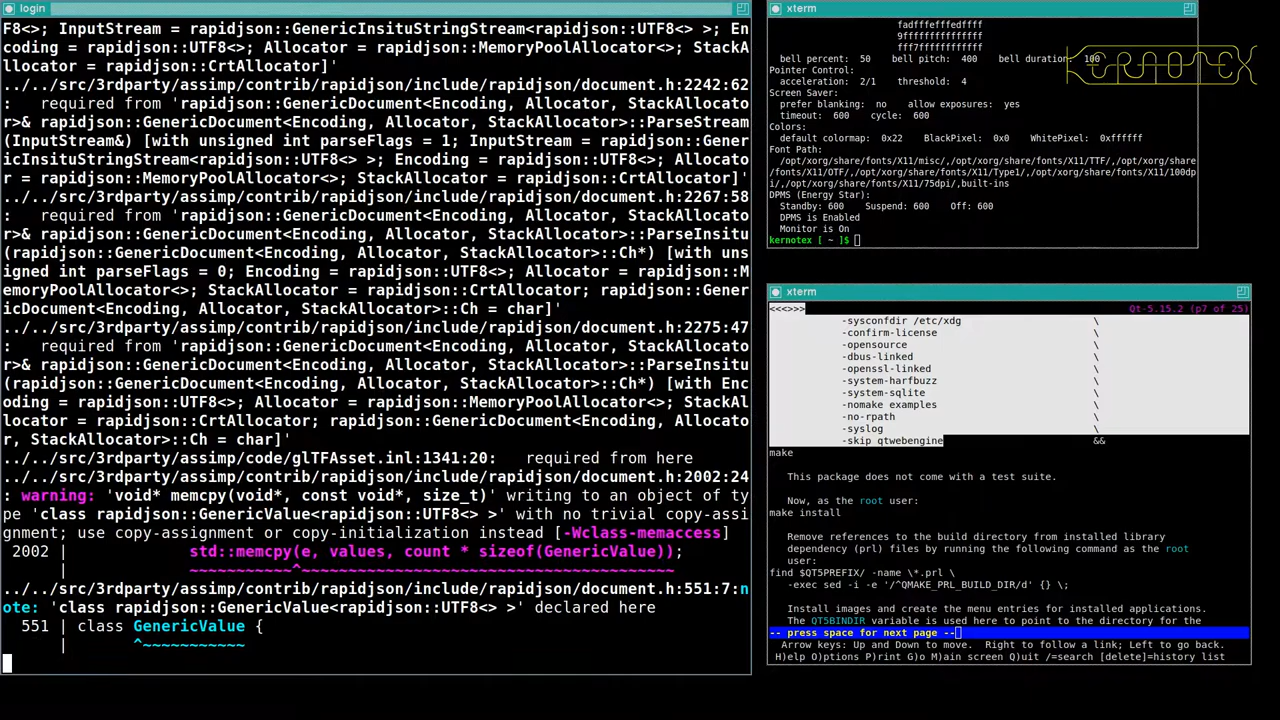 login
F8<>; InputStream = rapidjson::GenericInsituStringStream<rapidjson::UTF8<> >; En
coding = rapidjson::UTF8<>; Allocator = rapidjson::MemoryPoolAllocator<>; StackA
llocator = rapidjson::CrtAllocator]'
../../src/3rdparty/assimp/contrib/rapidjson/include/rapidjson/document.h:2242:62
:   required from 'rapidjson::GenericDocument<Encoding, Allocator, StackAllocato
r>& rapidjson::GenericDocument<Encoding, Allocator, StackAllocator>::ParseStream
(InputStream&) [with unsigned int parseFlags = 1; InputStream = rapidjson::Gener
icInsituStringStream<rapidjson::UTF8<> >; Encoding = rapidjson::UTF8<>; Allocato
r = rapidjson::MemoryPoolAllocator<>; StackAllocator = rapidjson::CrtAllocator]'
../../src/3rdparty/assimp/contrib/rapidjson/include/rapidjson/document.h:2267:58
:   required from 'rapidjson::GenericDocument<Encoding, Allocator, StackAllocato
r>& rapidjson::GenericDocument<Encoding, Allocator, StackAllocator>::ParseInsitu
(rapidjson::GenericDocument<Encoding, Allocator, StackAllocator>::Ch*) [with uns
igned int parseFlags = 0; Encoding = rapidjson::UTF8<>; Allocator = rapidjson::M
emoryPoolAllocator<>; StackAllocator = rapidjson::CrtAllocator; rapidjson::Gener
icDocument<Encoding, Allocator, StackAllocator>::Ch = char]'
../../src/3rdparty/assimp/contrib/rapidjson/include/rapidjson/document.h:2275:47
:   required from 'rapidjson::GenericDocument<Encoding, Allocator, StackAllocato
r>& rapidjson::GenericDocument<Encoding, Allocator, StackAllocator>::ParseInsitu
(rapidjson::GenericDocument<Encoding, Allocator, StackAllocator>::Ch*) [with Enc
oding = rapidjson::UTF8<>; Allocator = rapidjson::MemoryPoolAllocator<>; StackAl
locator = rapidjson::CrtAllocator; rapidjson::GenericDocument<Encoding, Allocato
r, StackAllocator>::Ch = char]'
../../src/3rdparty/assimp/code/glTFAsset.inl:1341:20:   required from here
../../src/3rdparty/assimp/contrib/rapidjson/include/rapidjson/document.h:2002:24
: warning: 'void* memcpy(void*, const void*, size_t)' writing to an object of ty
pe 'class rapidjson::GenericValue<rapidjson::UTF8<> >' with no trivial copy-assi
gnment; use copy-assignment or copy-initialization instead [-Wclass-memaccess]
2002 |             std::memcpy(e, values, count * sizeof(GenericValue));
|             ~~~~~~~~~~~^~~~~~~~~~~~~~~~~~~~~~~~~~~~~~~~~~~~~~~~~
../../src/3rdparty/assimp/contrib/rapidjson/include/rapidjson/document.h:551:7:n
ote: 'class rapidjson::GenericValue<rapidjson::UTF8<> >' declared here
551 | class GenericValue {
|       ^~~~~~~~~~~~
xterm
fadfffefffedffff
9fffffffffffffff
fff7ffffffffffff
bell percent:  50    bell pitch:  400    bell duration:  100
Pointer Control:
acceleration:  2/1    threshold:  4
Screen Saver:
prefer blanking:  no    allow exposures:  yes
timeout:  600    cycle:  600
Colors:
default colormap:  0x22    BlackPixel:  0x0    WhitePixel:  0xffffff
Font Path:
/opt/xorg/share/fonts/X11/misc/,/opt/xorg/share/fonts/X11/TTF/,/opt/xorg/share
/fonts/X11/OTF/,/opt/xorg/share/fonts/X11/Type1/,/opt/xorg/share/fonts/X11/100dp
i/,/opt/xorg/share/fonts/X11/75dpi/,built-ins
DPMS (Energy Star):
Standby: 600    Suspend: 600    Off: 600
DPMS is Enabled
Monitor is On
kernotex [ ~ ]$
KERNOTEX
xterm
<<<>>> Qt-5.15.2 (p7 of 25)
-sysconfdir /etc/xdg \
-confirm-license \
-opensource \
-dbus-linked \
-openssl-linked \
-system-harfbuzz \
-system-sqlite \
-nomake examples \
-no-rpath \
-syslog \
-skip qtwebengine &&
make
This package does not come with a test suite.
Now, as the root user:
make install
Remove references to the build directory from installed library
dependency (prl) files by running the following command as the root
user:
find $QT5PREFIX/ -name \*.prl \
-exec sed -i -e '/^QMAKE_PRL_BUILD_DIR/d' {} \;
Install images and create the menu entries for installed applications.
The QT5BINDIR variable is used here to point to the directory for the
-- press space for next page --
Arrow keys: Up and Down to move.  Right to follow a link; Left to go back.
H)elp O)ptions P)rint G)o M)ain screen Q)uit /=search [delete]=history list